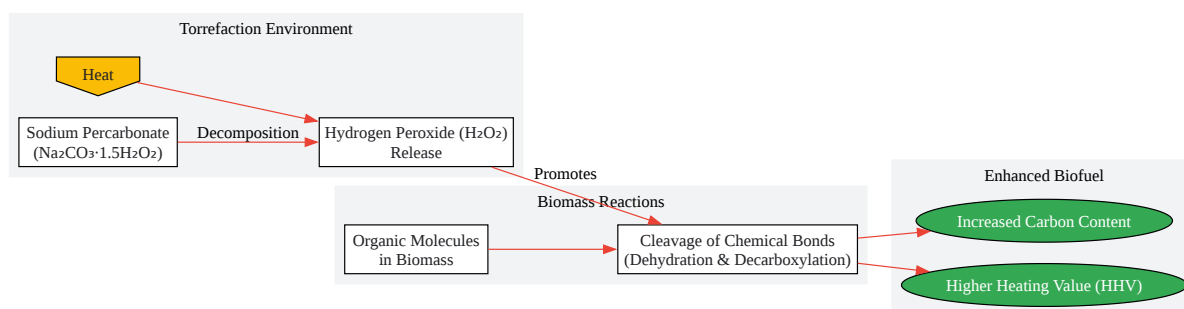 Torrefaction Environment
Heat
Sodium Percarbonate
(Na₂CO₃·1.5H₂O₂)
Decomposition
Hydrogen Peroxide (H₂O₂)
Release
Promotes
Biomass Reactions
Organic Molecules
in Biomass
Cleavage of Chemical Bonds
(Dehydration & Decarboxylation)
Enhanced Biofuel
Increased Carbon Content
Higher Heating Value (HHV)